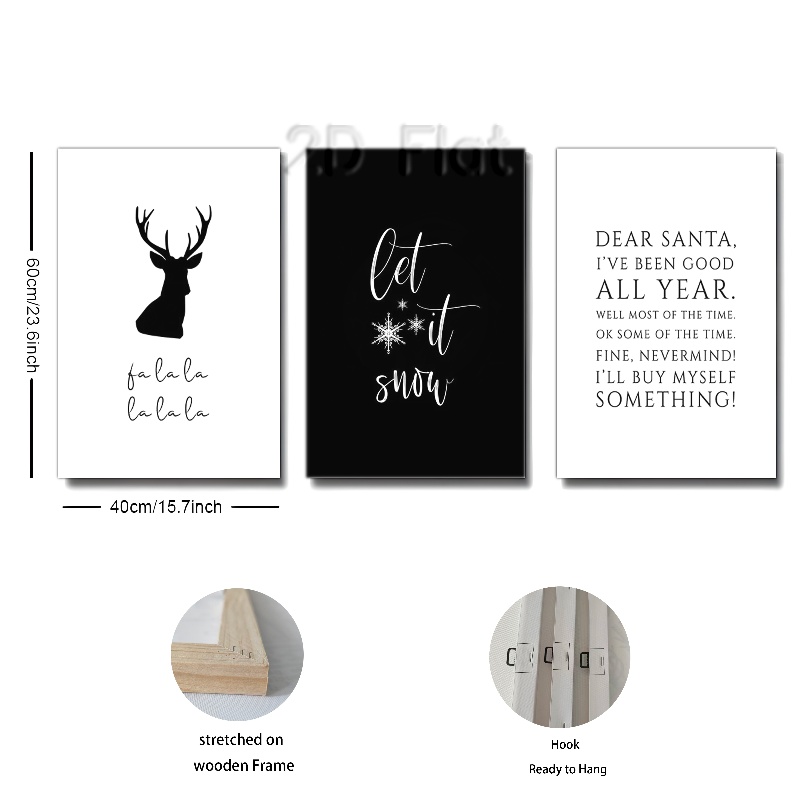 2D Flat
60cm/23.6inch
fa la la
la la la
let
it
snow
DEAR SANTA,
I'VE BEEN GOOD
ALL YEAR.
WELL MOST OF THE TIME.
OK SOME OF THE TIME.
FINE, NEVERMIND!
I'LL BUY MYSELF
SOMETHING!
40cm/15.7inch
stretched on
wooden Frame
Hook
Ready to Hang